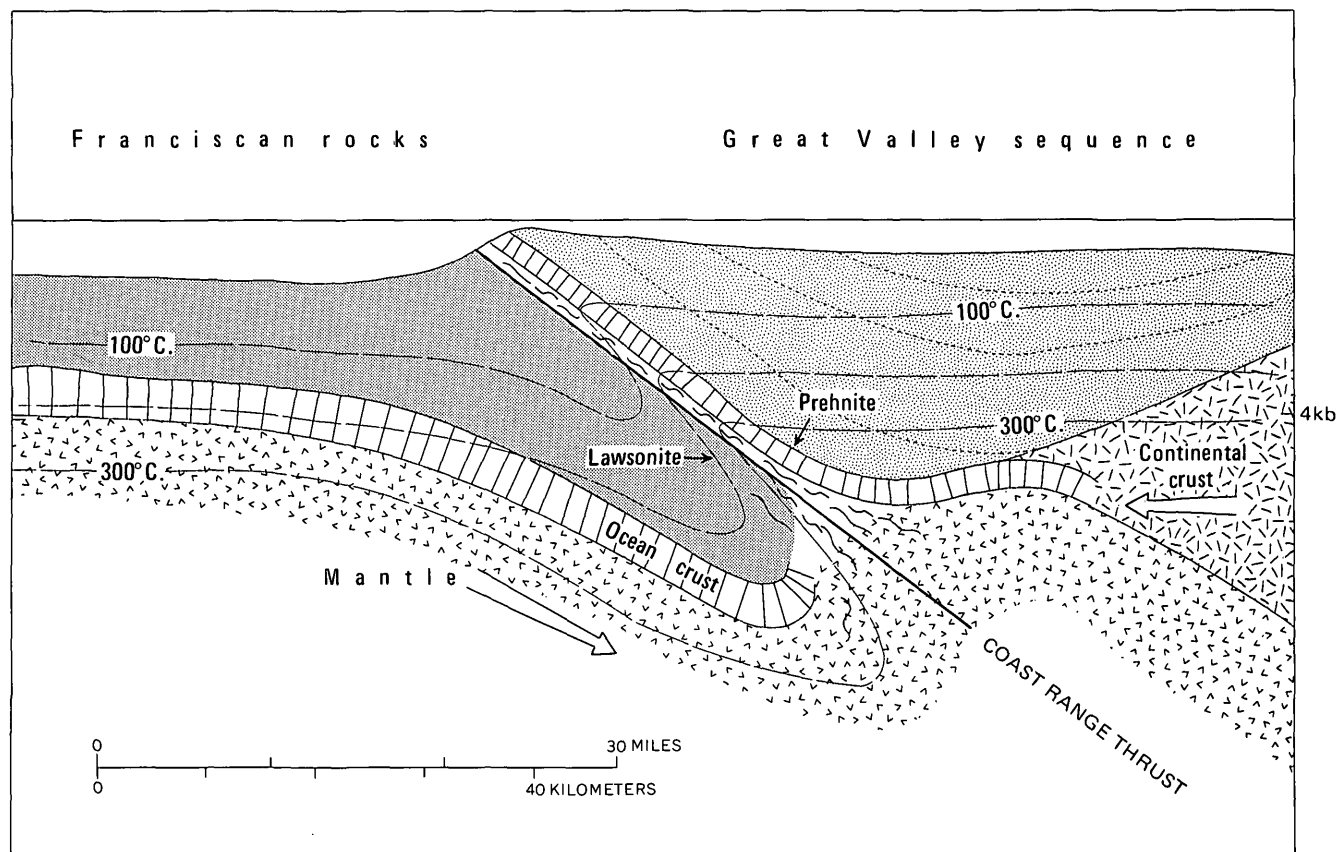 Franciscan rocks
Great Valley sequence
100°C.
100°C.
Prehnite
4kb
300°C.
Lawsonite
Continental
crust
300°C.
Ocean
crust
Mantle
COAST RANGE THRUST
0 30 MILES
0 40 KILOMETERS